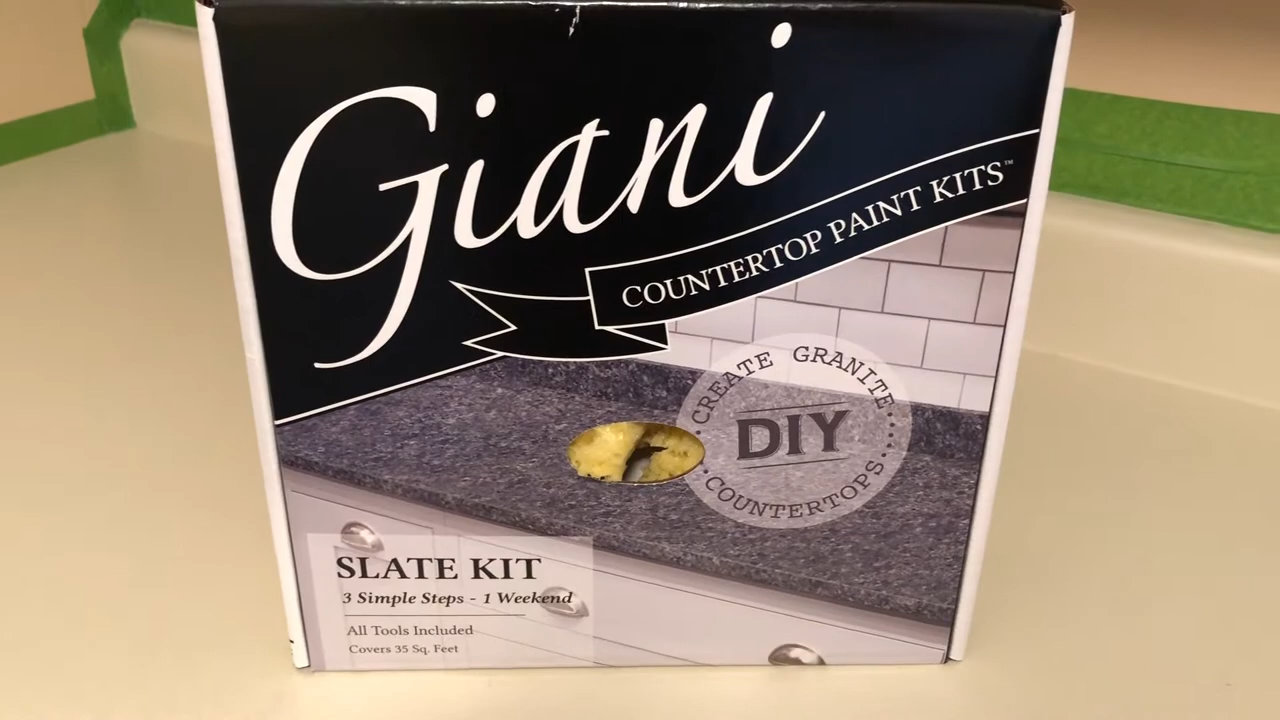 Giani
COUNTERTOP PAINT KITS™
CREATE GRANITE
DIY
COUNTERTOPS
SLATE KIT
3 Simple Steps - 1 Weekend
All Tools Included
Covers 35 Sq. Feet